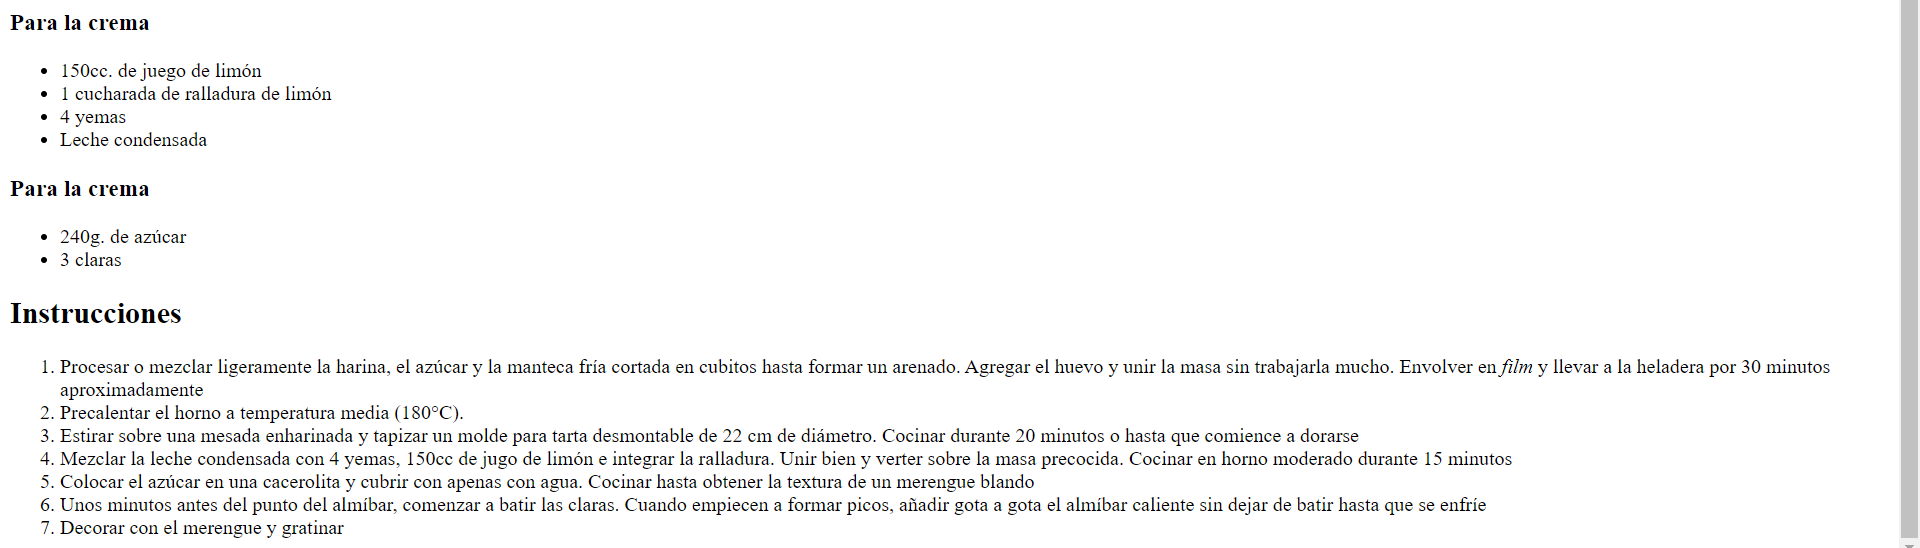 Para la crema
150cc. de juego de limón
1 cucharada de ralladura de limón
4 yemas
Leche condensada
Para la crema
240g. de azúcar
3 claras
Instrucciones
1. Procesar o mezclar ligeramente la harina, el azúcar y la manteca fría cortada en cubitos hasta formar un arenado. Agregar el huevo y unir la masa sin trabajarla mucho. Envolver en film y llevar a la heladera por 30 minutos
aproximadamente
2. Precalentar el horno a temperatura media (180°C).
3. Estirar sobre una mesada enharinada y tapizar un molde para tarta desmontable de 22 cm de diámetro. Cocinar durante 20 minutos o hasta que comience a dorarse
4. Mezclar la leche condensada con 4 yemas, 150cc de jugo de limón e integrar la ralladura. Unir bien y verter sobre la masa precocida. Cocinar en horno moderado durante 15 minutos
5. Colocar el azúcar en una cacerolita y cubrir con apenas con agua. Cocinar hasta obtener la textura de un merengue blando
6. Unos minutos antes del punto del almíbar, comenzar a batir las claras. Cuando empiecen a formar picos, añadir gota a gota el almíbar caliente sin dejar de batir hasta que se enfríe
7. Decorar con el merengue y gratinar